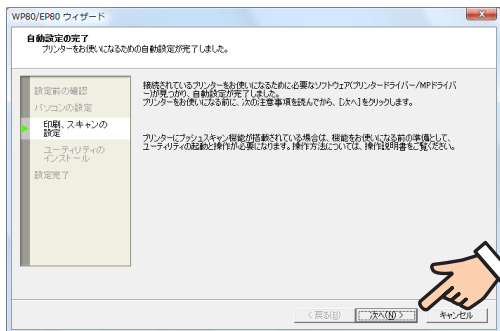 WP80/EP80 ウィザード
自動設定の完了
プリンターをお使いになるための自動設定が完了しました。
設定前の確認
パソコンの設定
印刷、スキャンの
設定
ユーティリティの
インストール
設定完了
接続されているプリンターをお使いになるために必要なソフトウェア(プリンタードライバー/MPドライバ
ー)が見つかり、自動設定が完了しました。
プリンターをお使いになる前に、次の注意事項を読んでから、[次へ]をクリックします。
プリンターにプッシュスキャン機能が搭載されている場合は、機能をお使いになる前の準備として、
ユーティリティの起動と操作が必要になります。操作方法については、操作説明書をご覧ください。
< 戻る(B)
次へ(N) >
キャンセル